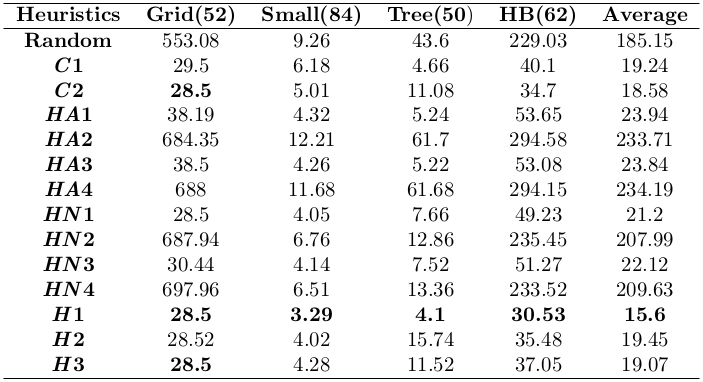 Heuristics Grid(52) Small(84) Tree(50) HB(62) Average
Random 553.08 9.26 43.6 229.03 185.15
C1 29.5 6.18 4.66 40.1 19.24
C2 28.5 5.01 11.08 34.7 18.58
HA1 38.19 4.32 5.24 53.65 23.94
HA2 684.35 12.21 61.7 294.58 233.71
HA3 38.5 4.26 5.22 53.08 23.84
HA4 688 11.68 61.68 294.15 234.19
HN1 28.5 4.05 7.66 49.23 21.2
HN2 687.94 6.76 12.86 235.45 207.99
HN3 30.44 4.14 7.52 51.27 22.12
HN4 697.96 6.51 13.36 233.52 209.63
H1 28.5 3.29 4.1 30.53 15.6
H2 28.52 4.02 15.74 35.48 19.45
H3 28.5 4.28 11.52 37.05 19.07